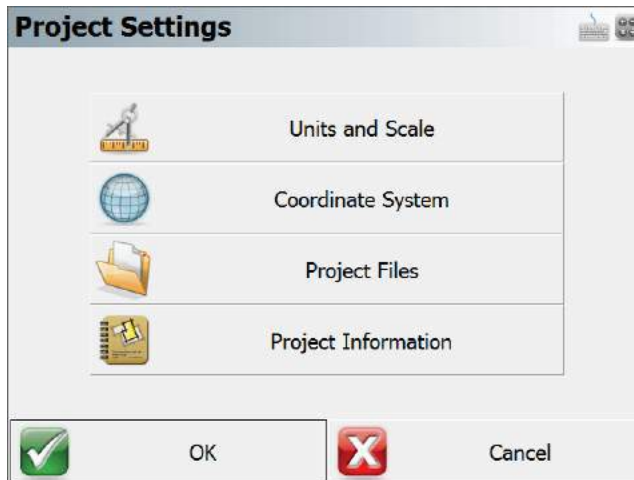 Project Settings
Units and Scale
Coordinate System
Project Files
Project Information
OK
Cancel